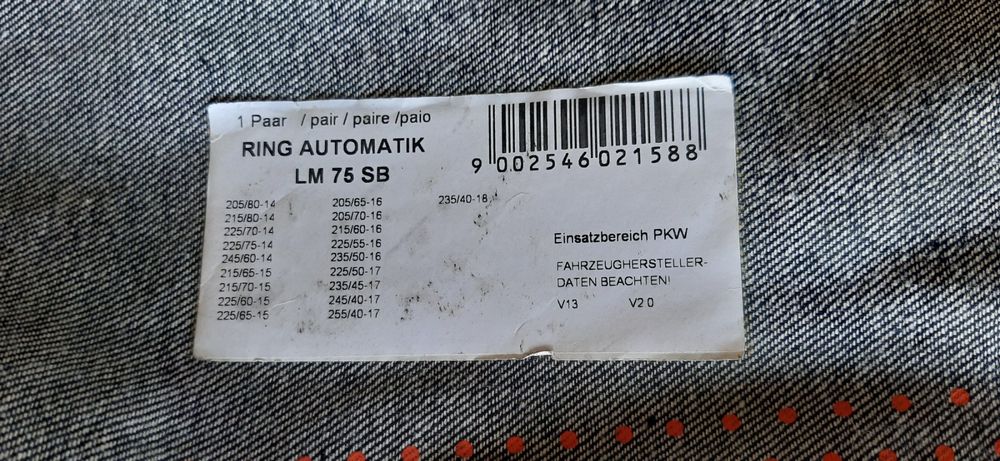 1 Paar / pair / paire /paio
RING AUTOMATIK
LM 75 SB
9 002546 021588
205/80-14 205/65-16 235/40-18
215/80-14 205/70-16
225/70-14 215/60-16
225/75-14 225/55-16
245/60-14 235/50-16
215/65-15 225/50-17
215/70-15 235/45-17
225/60-15 245/40-17
225/65-15 255/40-17
Einsatzbereich PKW
FAHRZEUGHERSTELLER-
DATEN BEACHTEN!
V13 V2 0